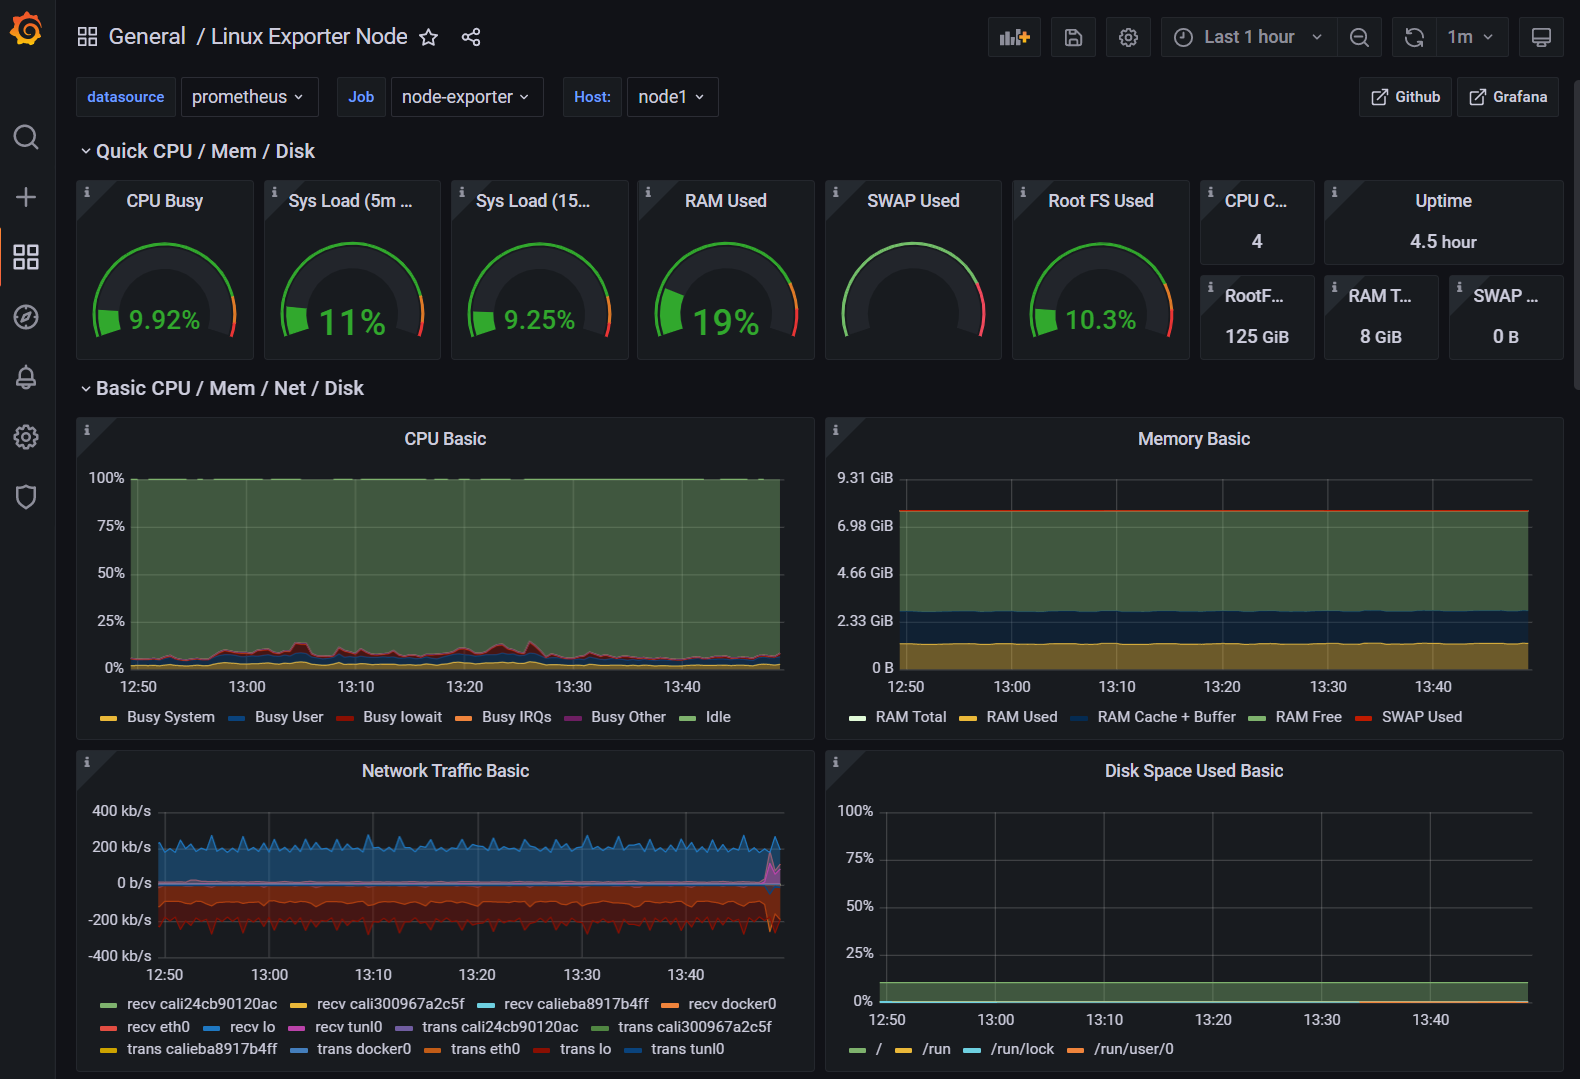 General / Linux Exporter Node
Last 1 hour
1m
datasource prometheus Job node-exporter Host: node1 Github Grafana
Quick CPU / Mem / Disk
CPU Busy
9.92%
Sys Load (5m ...
11%
Sys Load (15...
9.25%
RAM Used
19%
SWAP Used
Root FS Used
10.3%
CPU C...
4
Uptime
4.5 hour
RootF...
125 GiB
RAM T...
8 GiB
SWAP ...
0 B
Basic CPU / Mem / Net / Disk
CPU Basic
100%
75%
50%
25%
0%
12:50 13:00 13:10 13:20 13:30 13:40
Busy System Busy User Busy Iowait Busy IRQs Busy Other Idle
Memory Basic
9.31 GiB
6.98 GiB
4.66 GiB
2.33 GiB
0 B
12:50 13:00 13:10 13:20 13:30 13:40
RAM Total RAM Used RAM Cache + Buffer RAM Free SWAP Used
Network Traffic Basic
400 kb/s
200 kb/s
0 b/s
-200 kb/s
-400 kb/s
12:50 13:00 13:10 13:20 13:30 13:40
recv cali24cb90120ac recv cali300967a2c5f recv calieba8917b4ff recv docker0
recv eth0 recv lo recv tunl0 trans cali24cb90120ac trans cali300967a2c5f
trans calieba8917b4ff trans docker0 trans eth0 trans lo trans tunl0
Disk Space Used Basic
100%
75%
50%
25%
0%
12:50 13:00 13:10 13:20 13:30 13:40
/ /run /run/lock /run/user/0